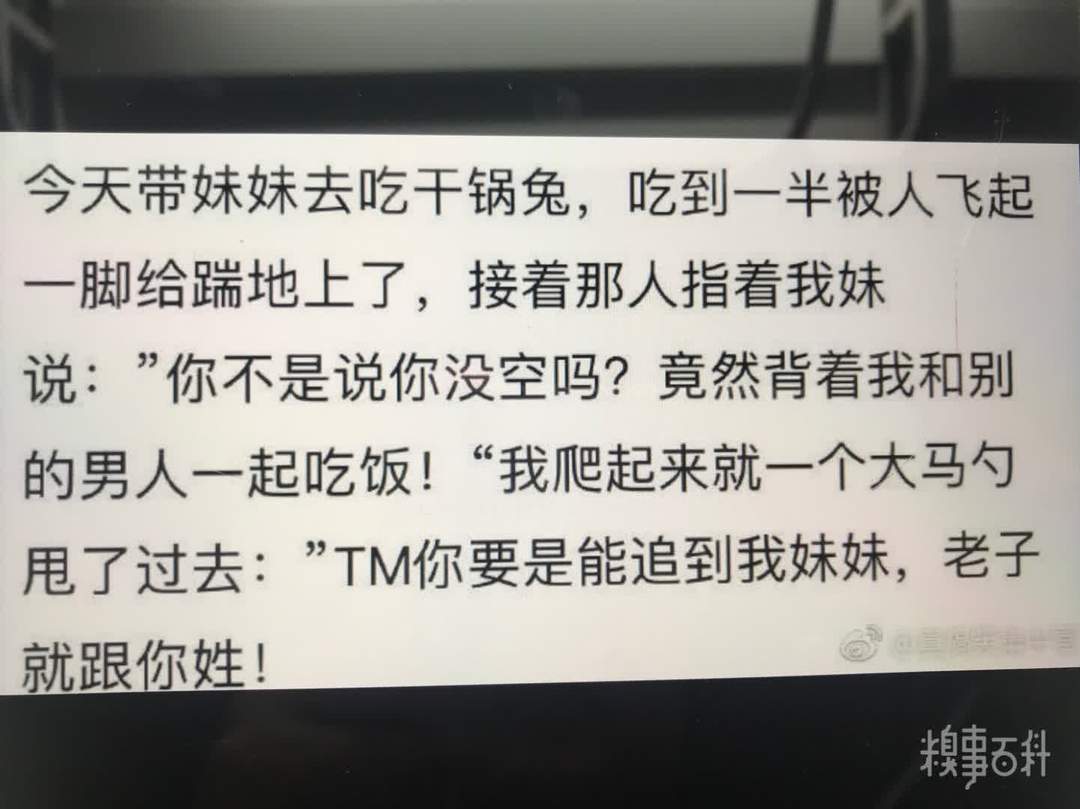 今天带妹妹去吃干锅兔，吃到一半被人飞起
一脚给踹地上了，接着那人指着我妹
说：”你不是说你没空吗？竟然背着我和别
的男人一起吃饭！“我爬起来就一个大马勺
甩了过去：”TM你要是能追到我妹妹，老子
就跟你姓！
糗事百科